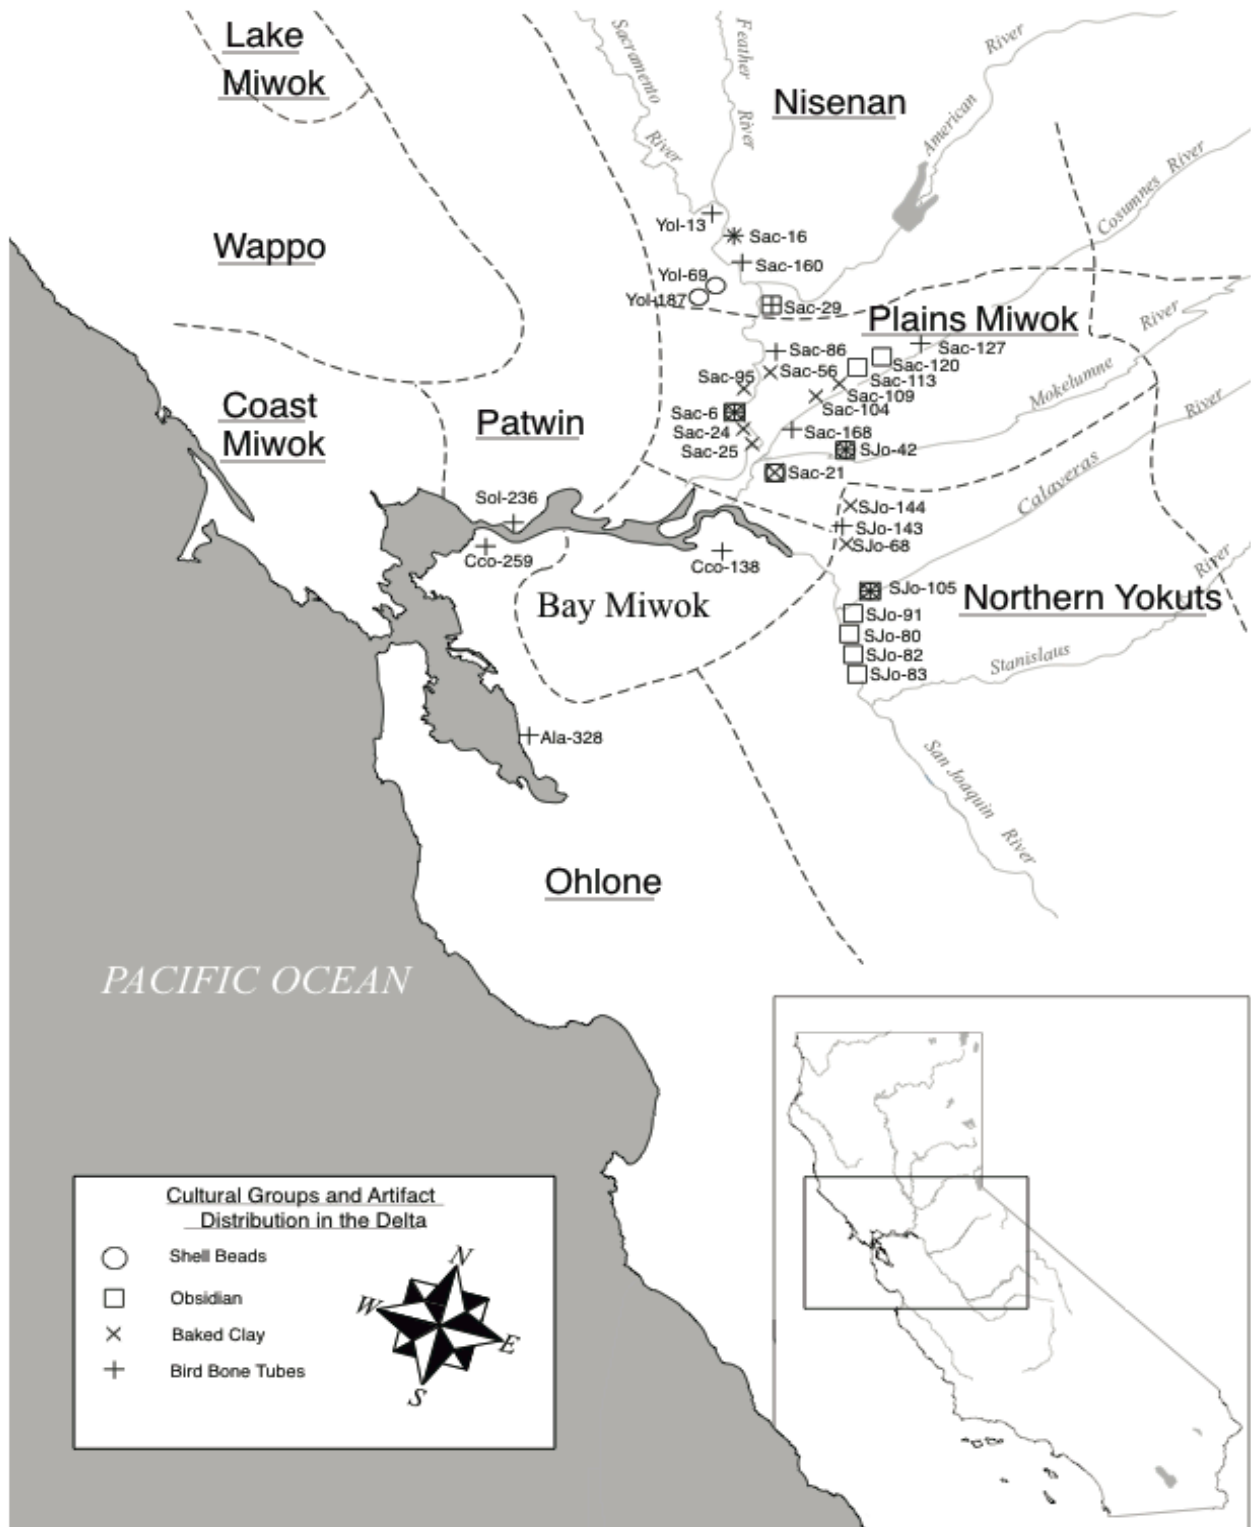 Lake
Miwok
Sacramento
River
Feather
River
Nisenan
American
River
Cosumnes River
Yol-13
Sac-16
Sac-160
Wappo
Yol-69
Yol-187
Sac-29
Plains Miwok
River
Mokelumne
Sac-86
Sac-127
Sac-120
Sac-56
Sac-113
Sac-95
Sac-109
Sac-104
Coast
Miwok
Patwin
Sac-6
Sac-24
Sac-168
Sac-25
SJo-42
Sac-21
River
Calaveras
Sol-236
SJo-144
SJo-143
SJo-68
Cco-259
Cco-138
River
Stanislaus
Bay Miwok
SJo-105
Northern Yokuts
SJo-91
SJo-80
SJo-82
SJo-83
Ala-328
San Joaquin
River
Ohlone
PACIFIC OCEAN
Cultural Groups and Artifact
Distribution in the Delta
Shell Beads
Obsidian
Baked Clay
Bird Bone Tubes
N
W
E
S